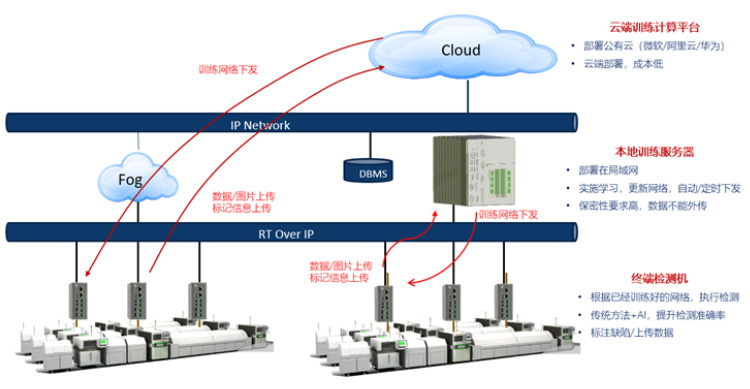 云端训练计算平台
Cloud
• 部署公有云（微软/阿里云/华为）
• 云端部署，成本低
训练网络下发
IP Network
本地训练服务器
DBMS
• 部署在局域网
Fog
• 实施学习，更新网络，自动/定时下发
数据/图片上传
标记信息上传
• 保密性要求高，数据不能外传
训练网络下发
RT Over IP
数据/图片上传
标记信息上传
终端检测机
• 根据已经训练好的网络，执行检测
• 传统方法+AI，提升检测准确率
• 标注缺陷/上传数据